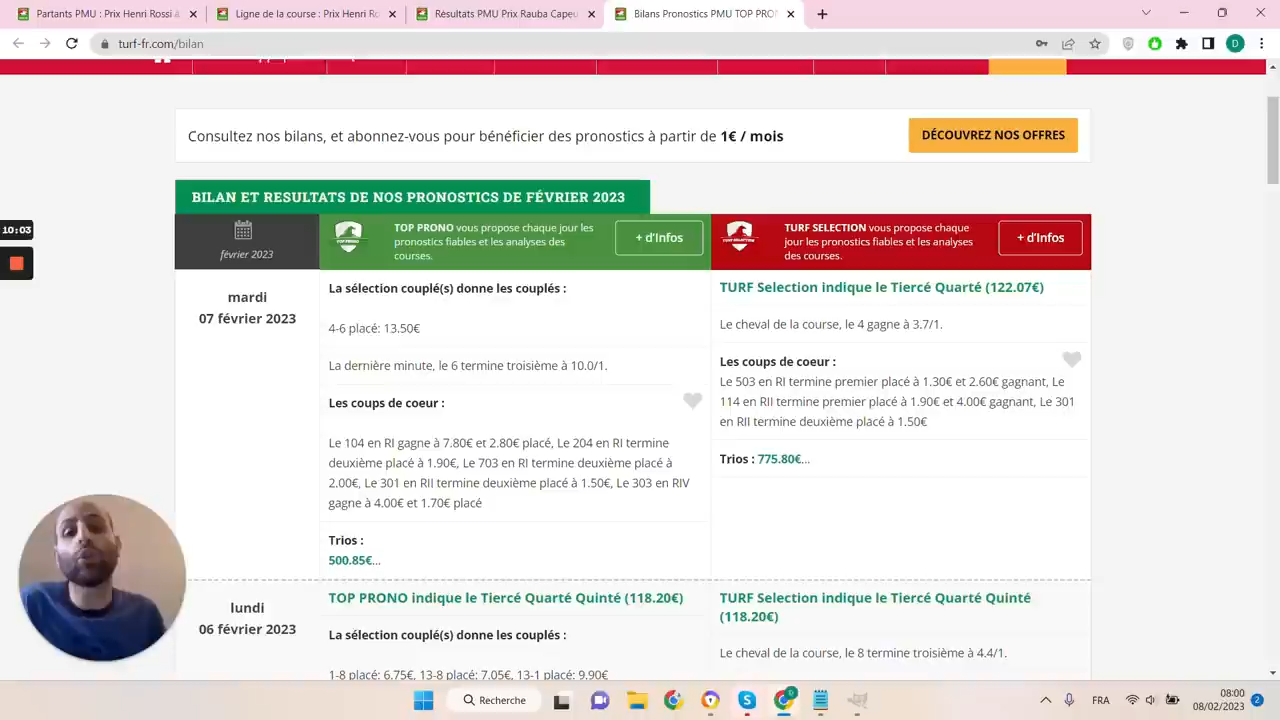 Partants PMU : Prix Henri Rossi à
Ligne de la course : Prix Henri Ro
Résultats PMU Prix Rauba Capeu
Bilans Pronostics PMU TOP PRON
turf-fr.com/bilan
D
Consultez nos bilans, et abonnez-vous pour bénéficier des pronostics à partir de 1€ / mois
DÉCOUVREZ NOS OFFRES
BILAN ET RESULTATS DE NOS PRONOSTICS DE FÉVRIER 2023
février 2023
TOP PRONO vous propose chaque jour les
pronostics fiables et les analyses des
courses.
+ d'Infos
TURF SELECTION vous propose chaque
jour les pronostics fiables et les analyses
des courses.
+ d'Infos
10:03
mardi
07 février 2023
La sélection couplé(s) donne les couplés :
4-6 placé: 13.50€
La dernière minute, le 6 termine troisième à 10.0/1.
Les coups de coeur :
Le 104 en RI gagne à 7.80€ et 2.80€ placé, Le 204 en RI termine
deuxième placé à 1.90€, Le 703 en RI termine deuxième placé à
2.00€, Le 301 en RII termine deuxième placé à 1.50€, Le 303 en RIV
gagne à 4.00€ et 1.70€ placé
Trios :
500.85€...
TURF Selection indique le Tiercé Quarté (122.07€)
Le cheval de la course, le 4 gagne à 3.7/1.
Les coups de coeur :
Le 503 en RI termine premier placé à 1.30€ et 2.60€ gagnant, Le
114 en RII termine premier placé à 1.90€ et 4.00€ gagnant, Le 301
en RII termine deuxième placé à 1.50€
Trios : 775.80€...
lundi
06 février 2023
TOP PRONO indique le Tiercé Quarté Quinté (118.20€)
La sélection couplé(s) donne les couplés :
1-8 placé: 6.75€, 13-8 placé: 7.05€, 13-1 placé: 9.90€
TURF Selection indique le Tiercé Quarté Quinté
(118.20€)
Le cheval de la course, le 8 termine troisième à 4.4/1.
Recherche
FRA
08:00
08/02/2023
2